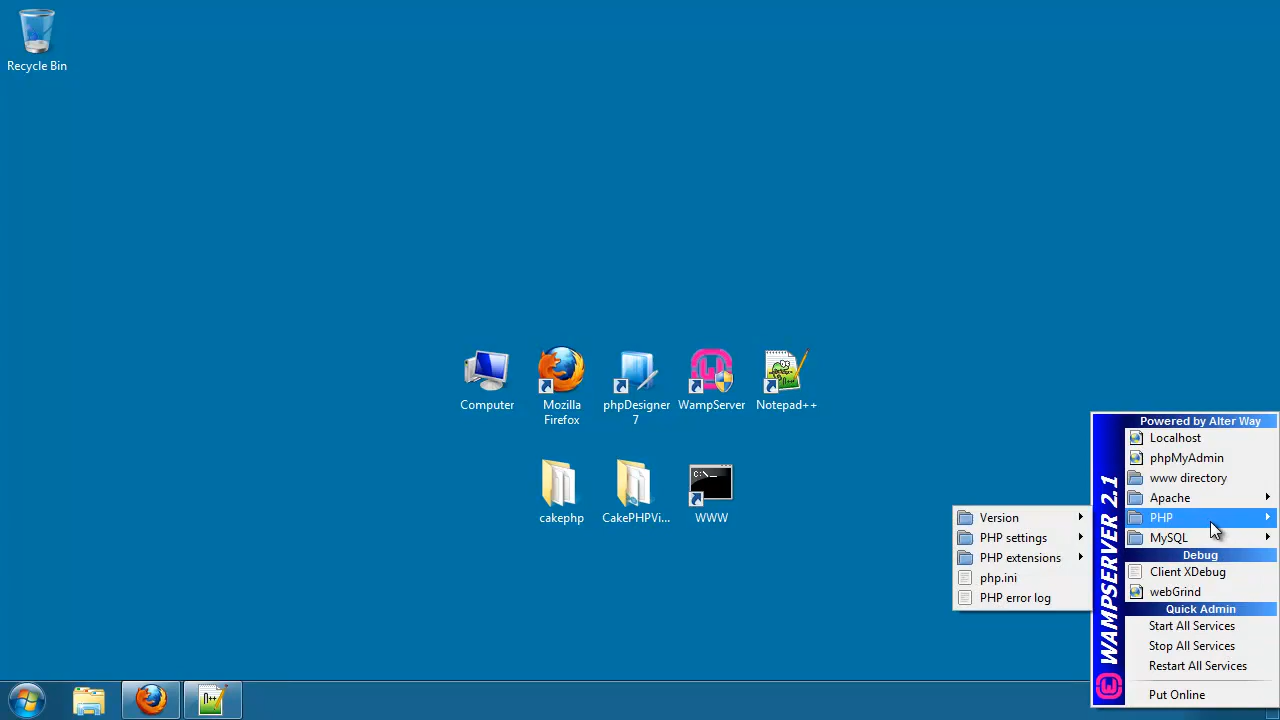 Recycle Bin
Computer
Mozilla
Firefox
phpDesigner
7
WampServer
Notepad++
cakephp
CakePHPVi...
C:\._
WWW
Version
PHP settings
PHP extensions
php.ini
PHP error log
WAMPSERVER 2.1
Powered by Alter Way
Localhost
phpMyAdmin
www directory
Apache
PHP
MySQL
Debug
Client XDebug
webGrind
Quick Admin
Start All Services
Stop All Services
Restart All Services
Put Online